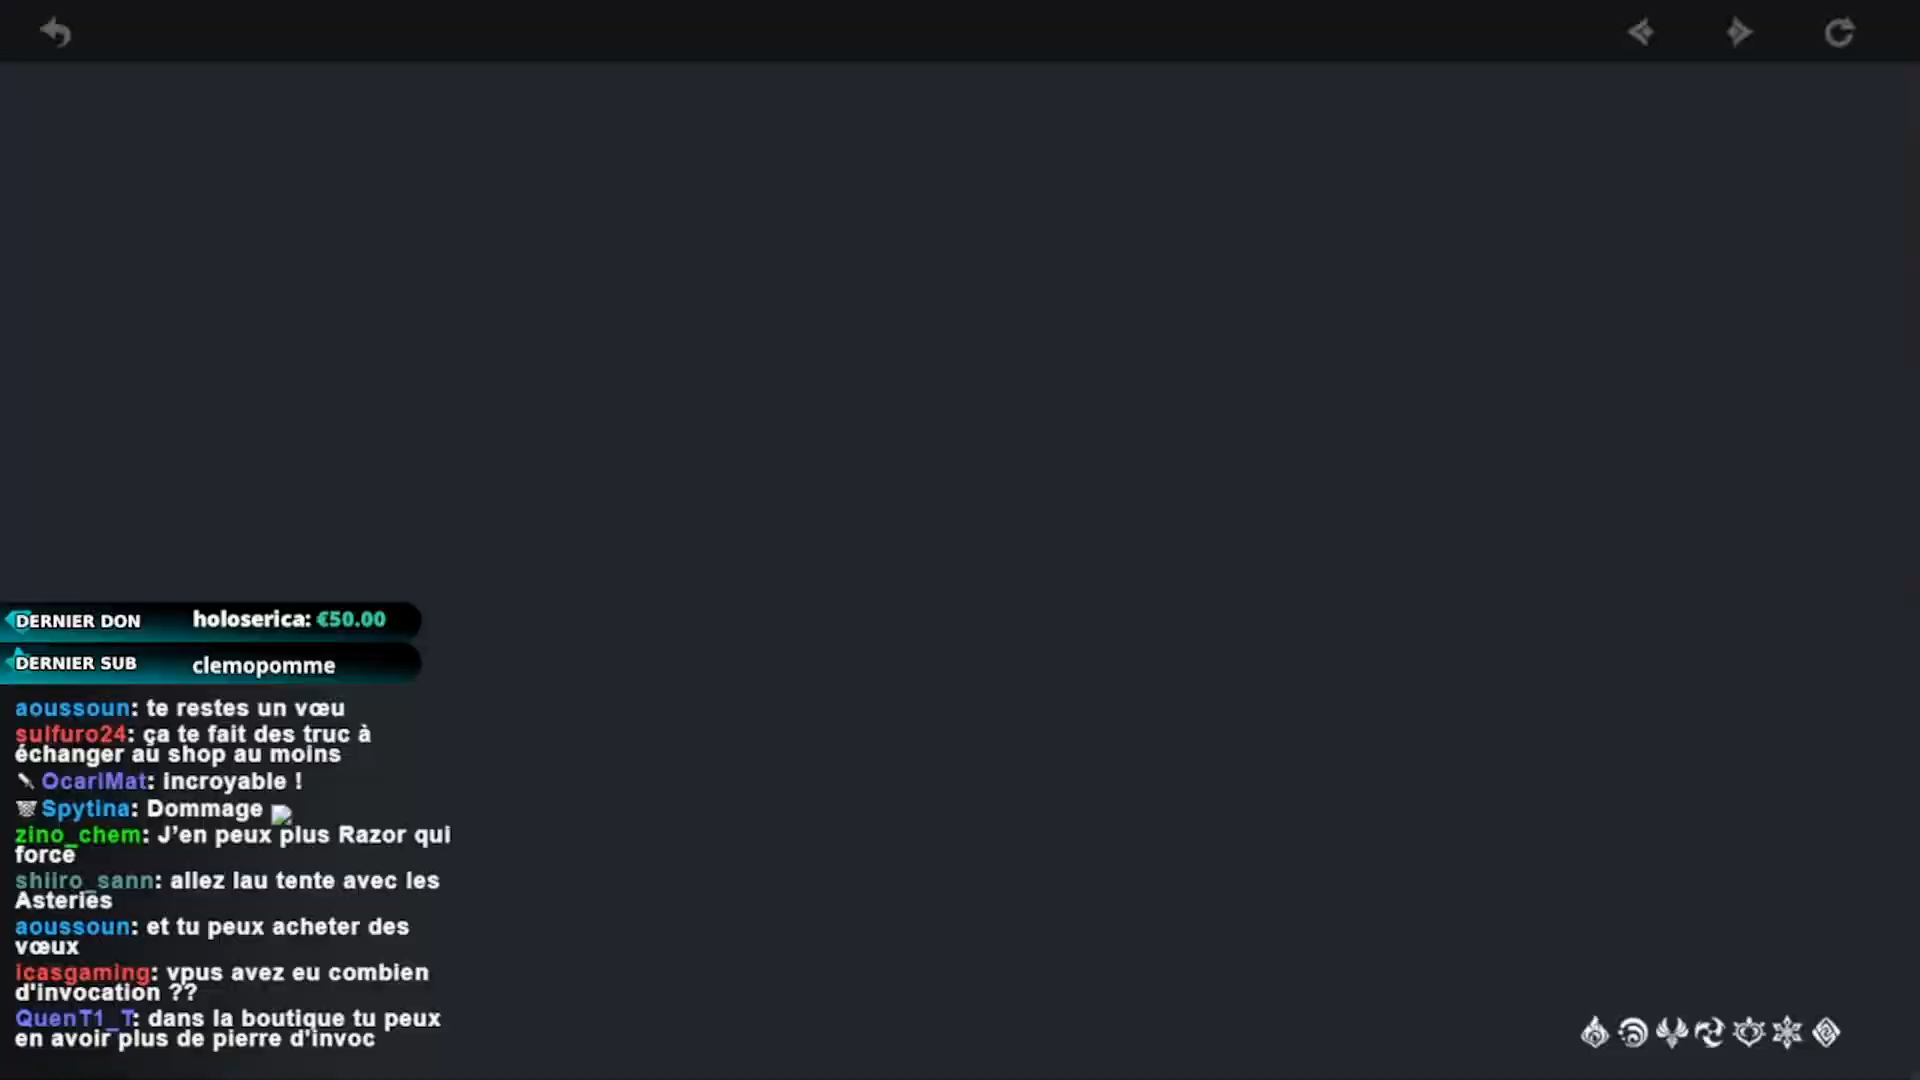 DERNIER DON holoserica: €50.00
DERNIER SUB clemopomme
aoussoun: te restes un vœu
sulfuro24: ça te fait des truc à
échanger au shop au moins
OcariMat: incroyable !
Spytina: Dommage
zino_chem: J'en peux plus Razor qui
force
shiiro_sann: allez lau tente avec les
Asteries
aoussoun: et tu peux acheter des
vœux
icasgaming: vpus avez eu combien
d'invocation ??
QuenT1_T: dans la boutique tu peux
en avoir plus de pierre d'invoc